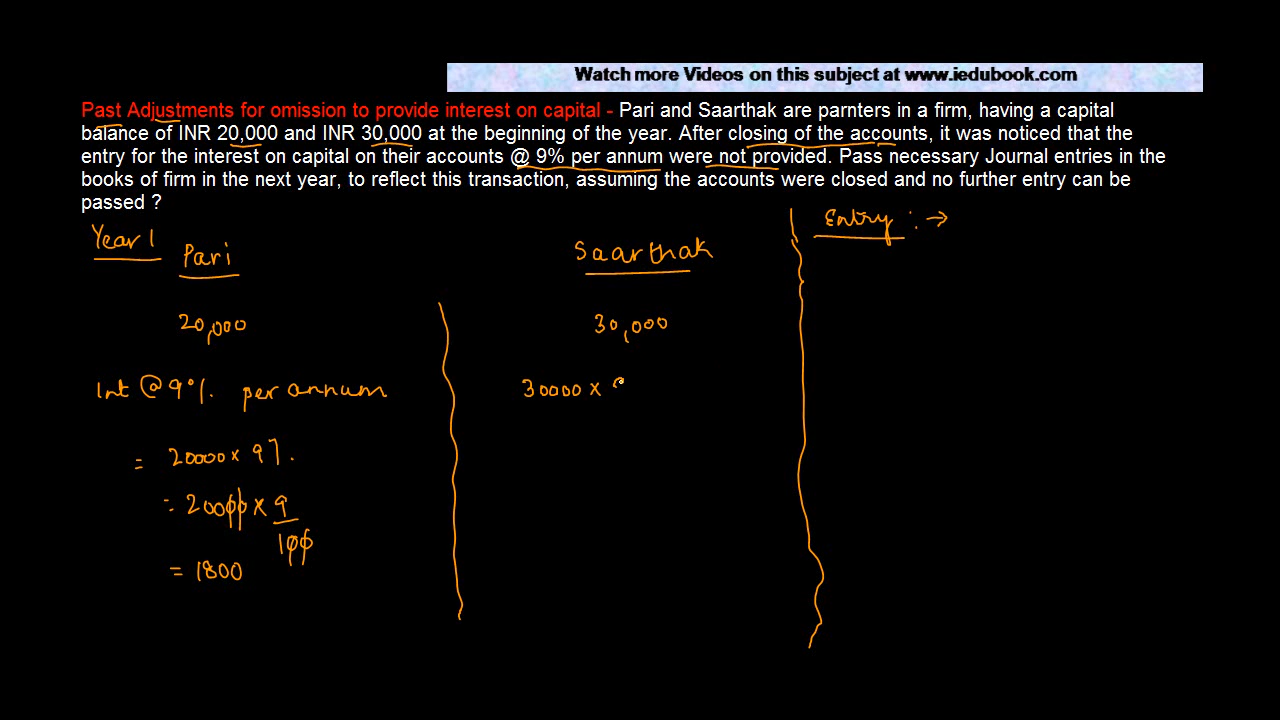 Watch more Videos on this subject at www.iedubook.com
Past Adjustments for omission to provide interest on capital - Pari and Saarthak are parnters in a firm, having a capital
balance of INR 20,000 and INR 30,000 at the beginning of the year. After closing of the accounts, it was noticed that the
entry for the interest on capital on their accounts @ 9% per annum were not provided. Pass necessary Journal entries in the
books of firm in the next year, to reflect this transaction, assuming the accounts were closed and no further entry can be
passed ?
Year 1
Pari
Saarthak
Entry :→
20,000
30,000
Int @ 9% per annum
30000 x
= 20000 x 9%.
= 20000 x 9
100
= 1800